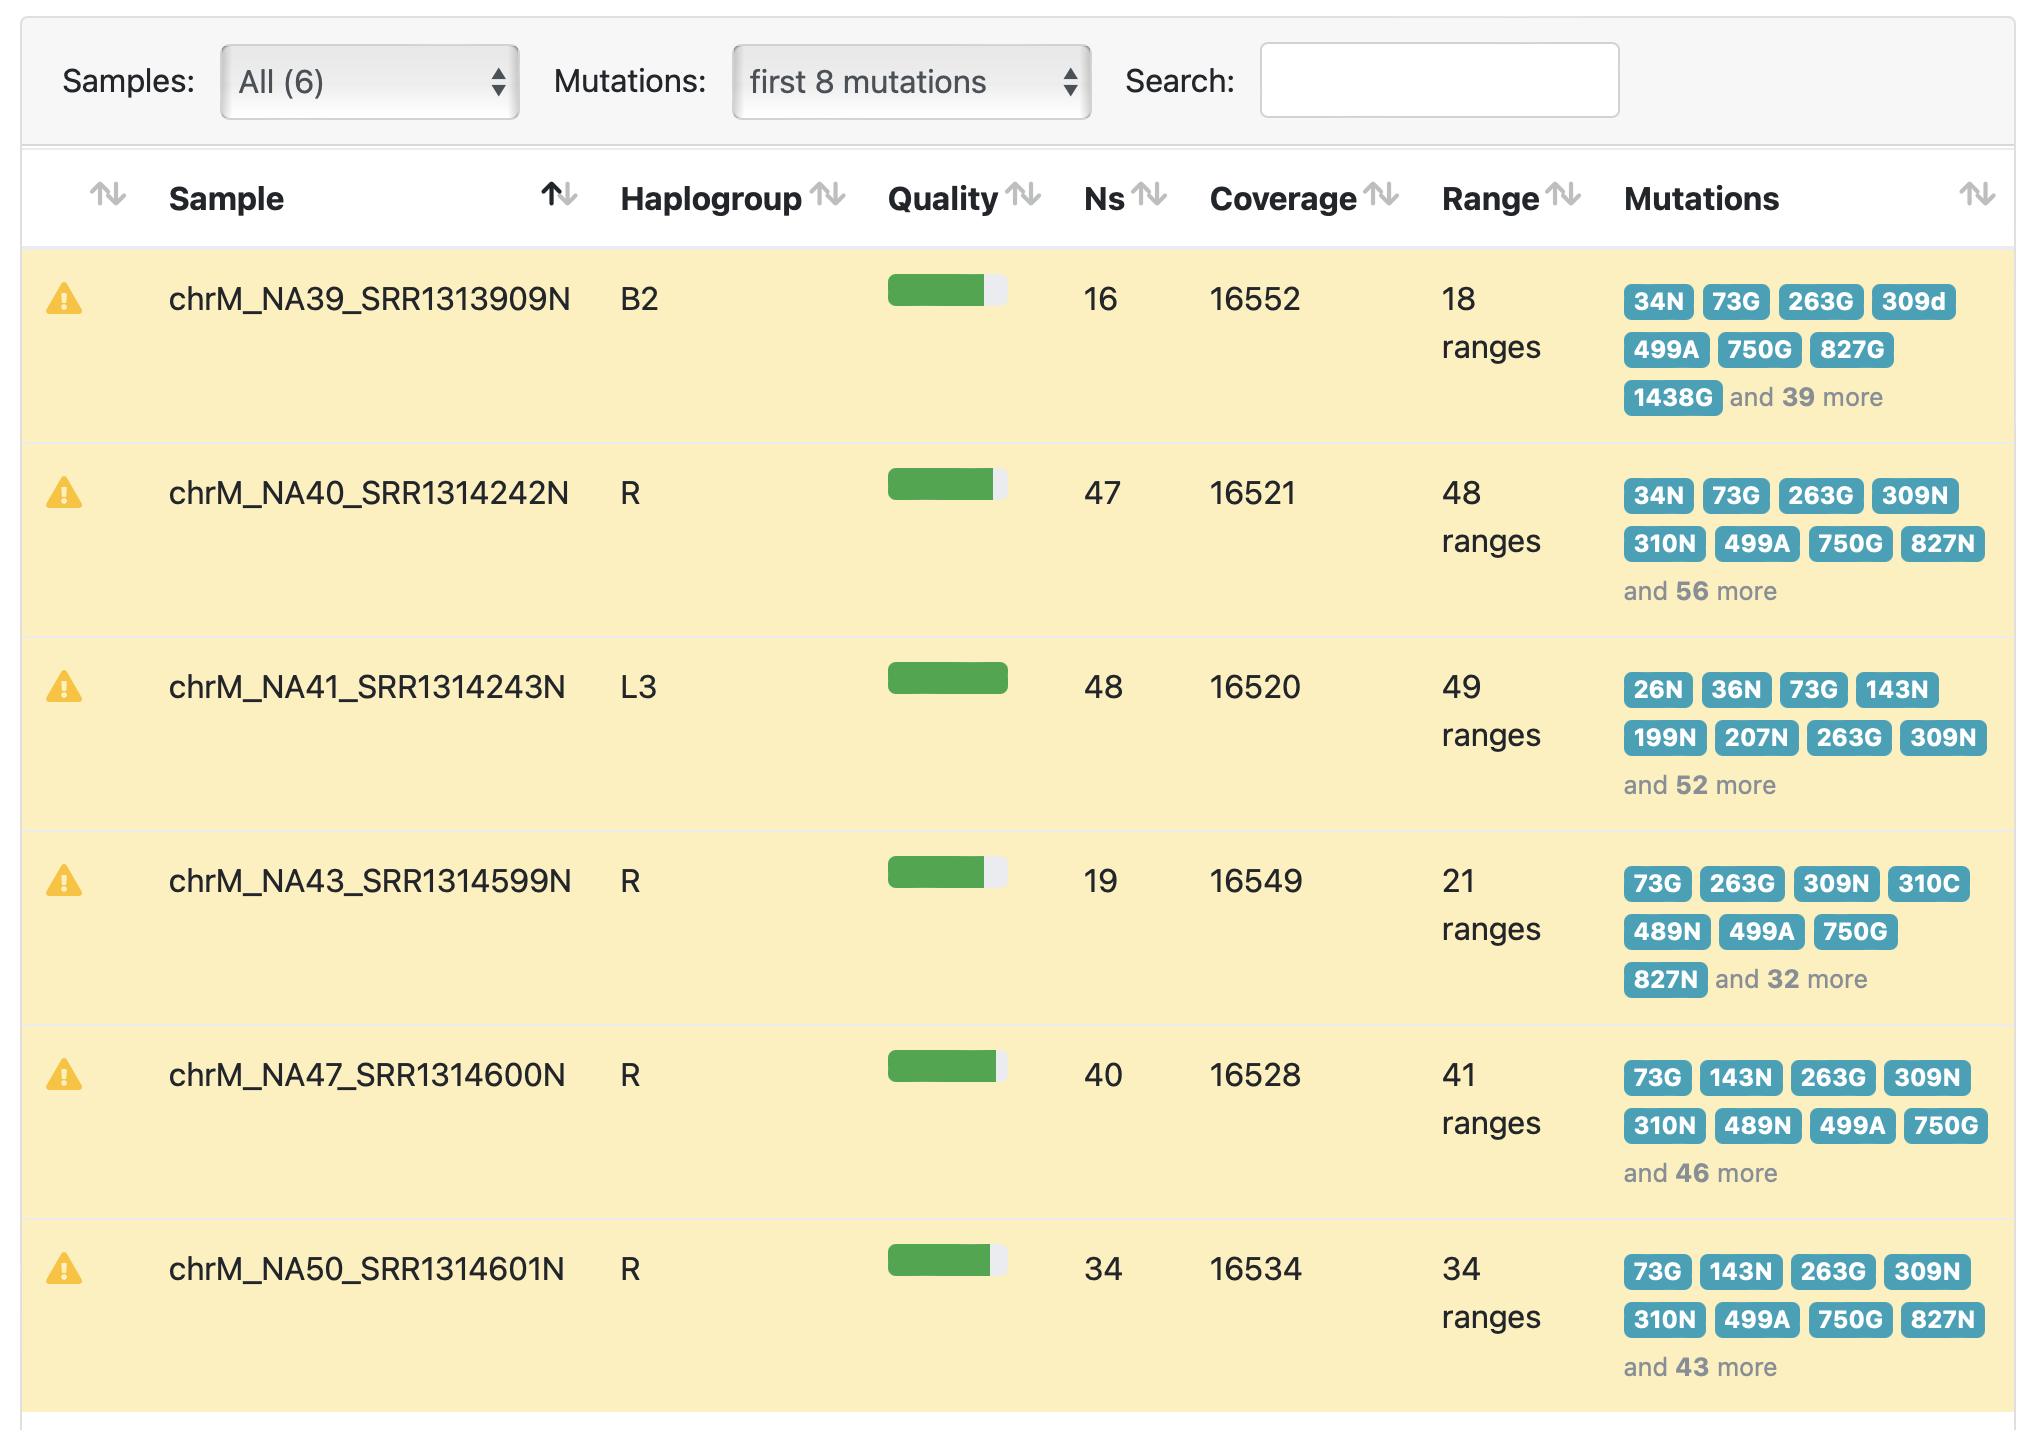 Samples: All (6) Mutations: first 8 mutations Search:
Sample Haplogroup Quality Ns Coverage Range Mutations
chrM_NA39_SRR1313909N B2 16 16552 18 ranges 34N 73G 263G 309d
499A 750G 827G
1438G and 39 more
chrM_NA40_SRR1314242N R 47 16521 48 ranges 34N 73G 263G 309N
310N 499A 750G 827N
and 56 more
chrM_NA41_SRR1314243N L3 48 16520 49 ranges 26N 36N 73G 143N
199N 207N 263G 309N
and 52 more
chrM_NA43_SRR1314599N R 19 16549 21 ranges 73G 263G 309N 310C
489N 499A 750G
827N and 32 more
chrM_NA47_SRR1314600N R 40 16528 41 ranges 73G 143N 263G 309N
310N 489N 499A 750G
and 46 more
chrM_NA50_SRR1314601N R 34 16534 34 ranges 73G 143N 263G 309N
310N 499A 750G 827N
and 43 more